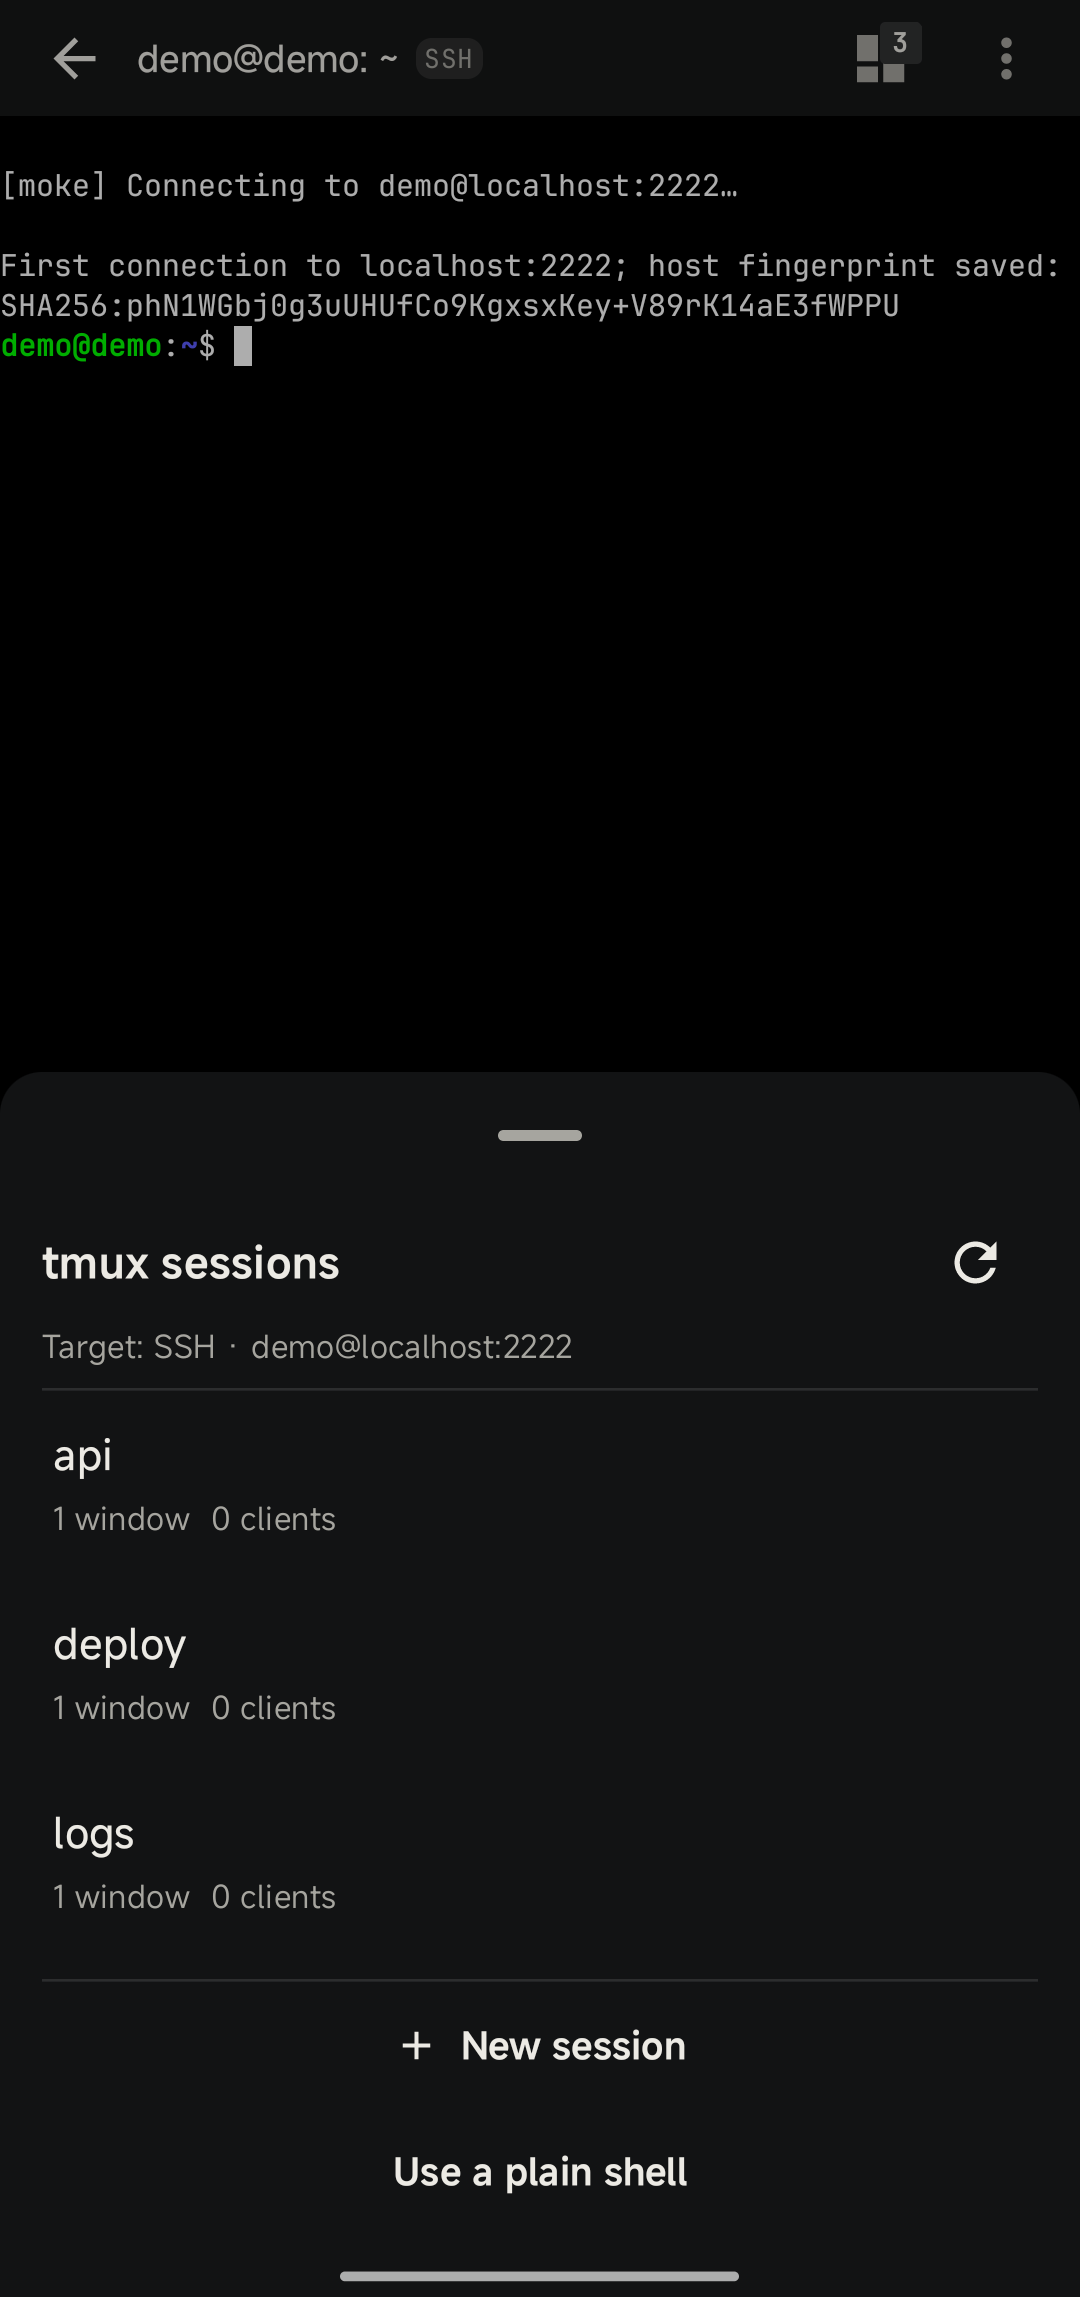 demo@demo: ~ SSH 3
[moke] Connecting to demo@localhost:2222…
First connection to localhost:2222; host fingerprint saved:
SHA256:phN1WGbj0g3uUHUfCo9KgxsxKey+V89rK14aE3fWPPU
demo@demo:~$
tmux sessions
Target: SSH · demo@localhost:2222
api
1 window 0 clients
deploy
1 window 0 clients
logs
1 window 0 clients
+ New session
Use a plain shell